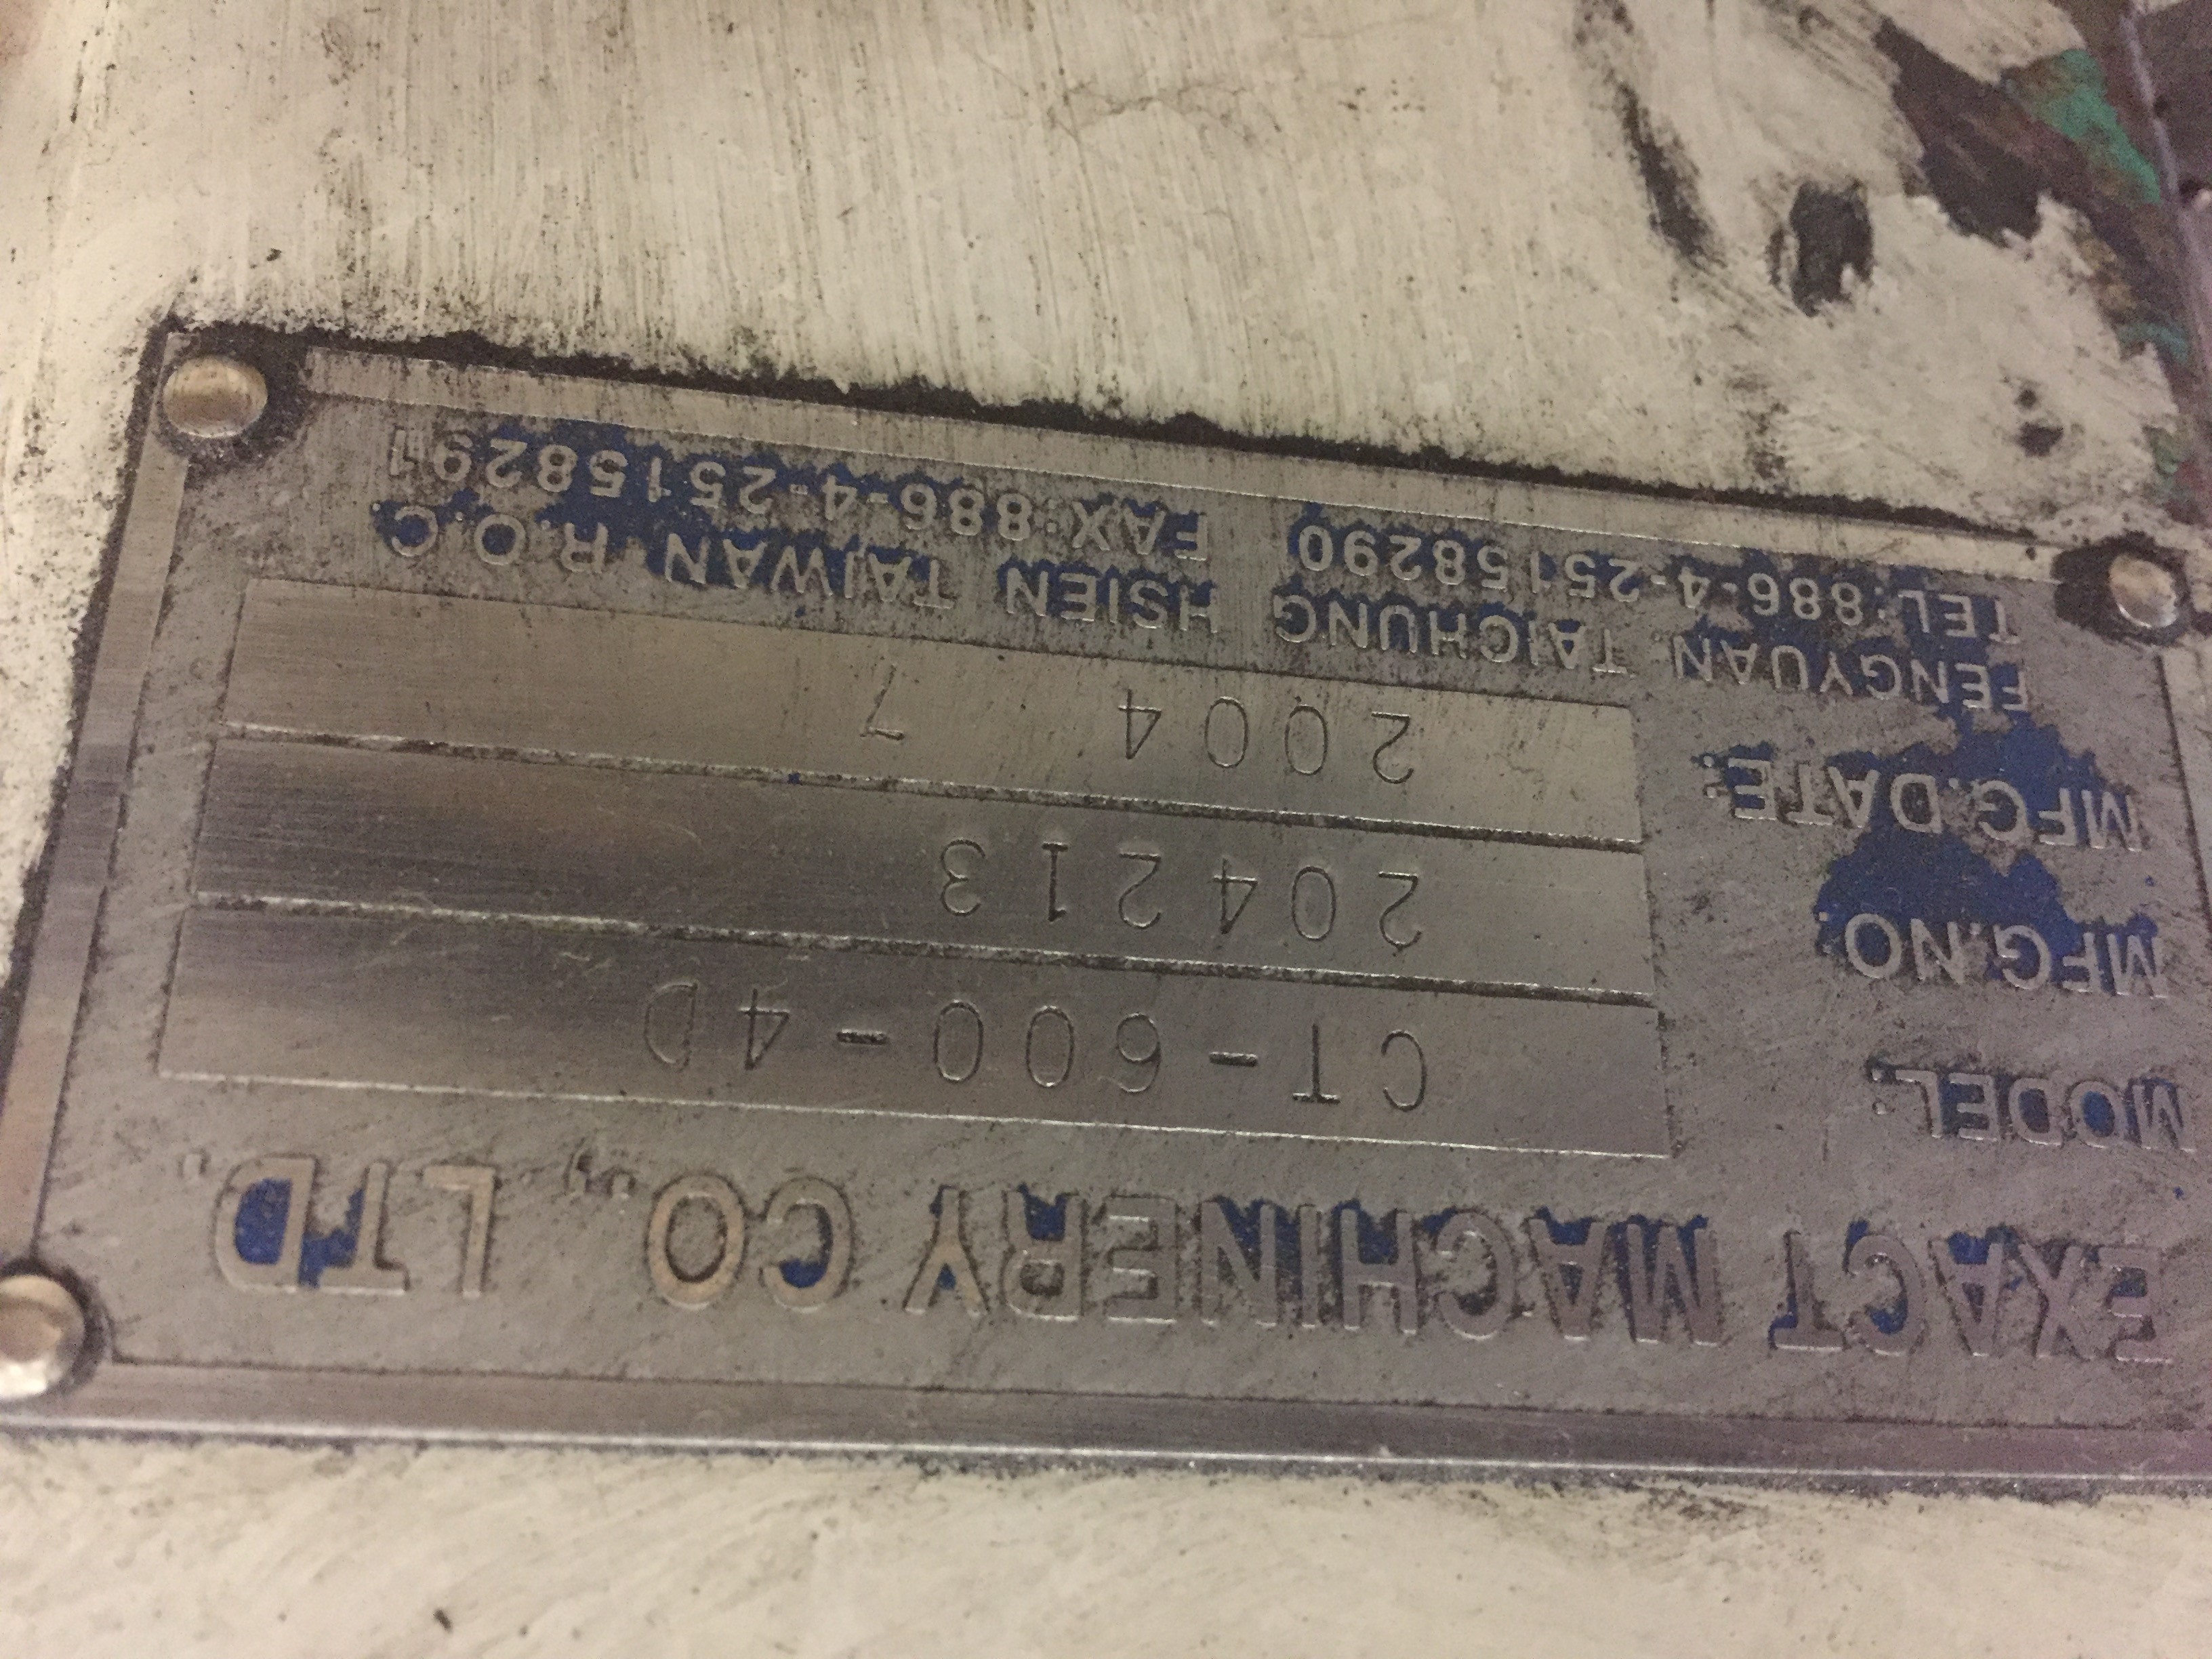 EXACT MACHINERY CO., LTD.
MODEL: CT-600-4D
MFG.NO: 204213
MFG.DATE: 2004 7
FENGYUAN. TAICHUNG HSIEN TAIWAN R.O.C.
TEL:886-4-25158290 FAX:886-4-25158291